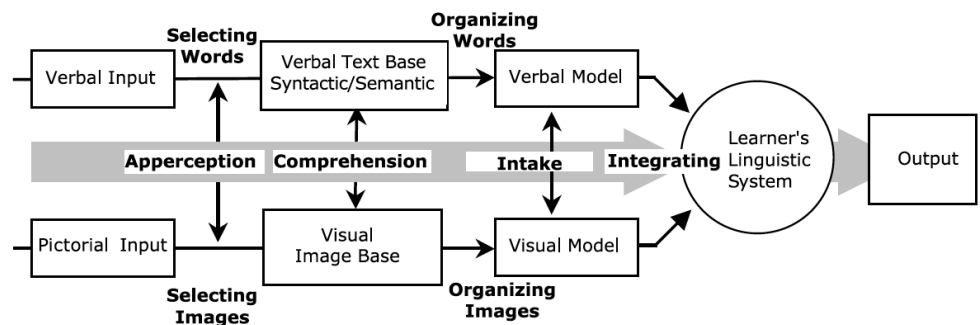 Selecting
Words
Organizing
Words
Verbal Input
Verbal Text Base
Syntactic/Semantic
Verbal Model
Apperception
Comprehension
Intake
Integrating
Learner's
Linguistic
System
Output
Pictorial Input
Visual
Image Base
Visual Model
Selecting
Images
Organizing
Images